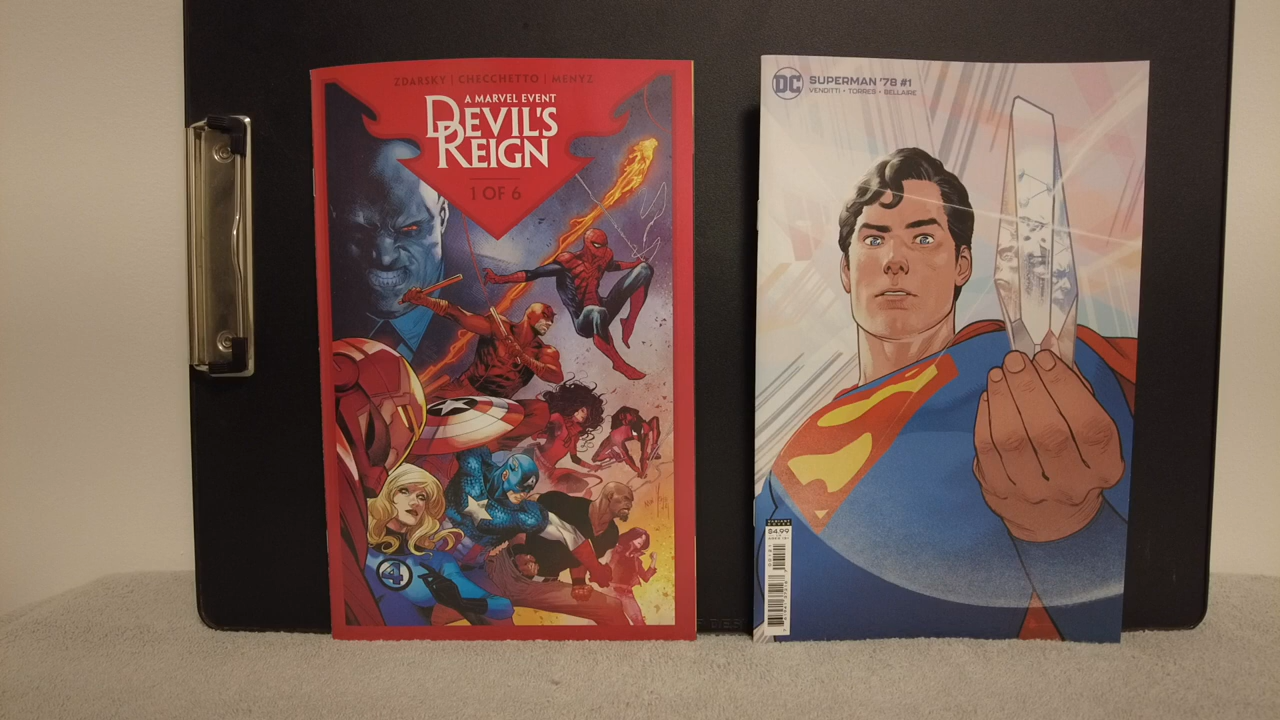 ZDARSKY | CHECCHETTO | MENYZ
A MARVEL EVENT
DEVIL'S
REIGN
1 OF 6
4
DC
SUPERMAN '78 #1
VENDITTI • TORRES • BELLAIRE
$4.99